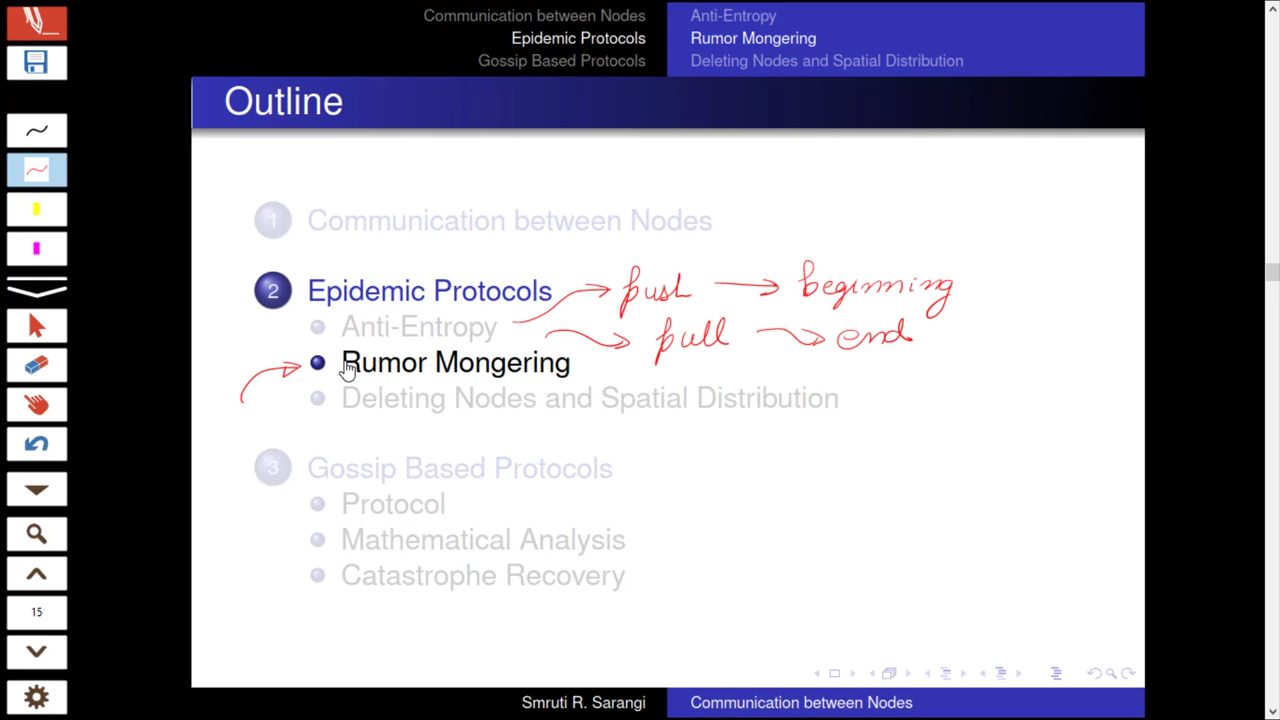 Communication between Nodes
Epidemic Protocols
Gossip Based Protocols
Anti-Entropy
Rumor Mongering
Deleting Nodes and Spatial Distribution
Outline
1 Communication between Nodes
2 Epidemic Protocols push beginning
Anti-Entropy pull end
Rumor Mongering
Deleting Nodes and Spatial Distribution
3 Gossip Based Protocols
Protocol
Mathematical Analysis
Catastrophe Recovery
15
Smruti R. Sarangi
Communication between Nodes